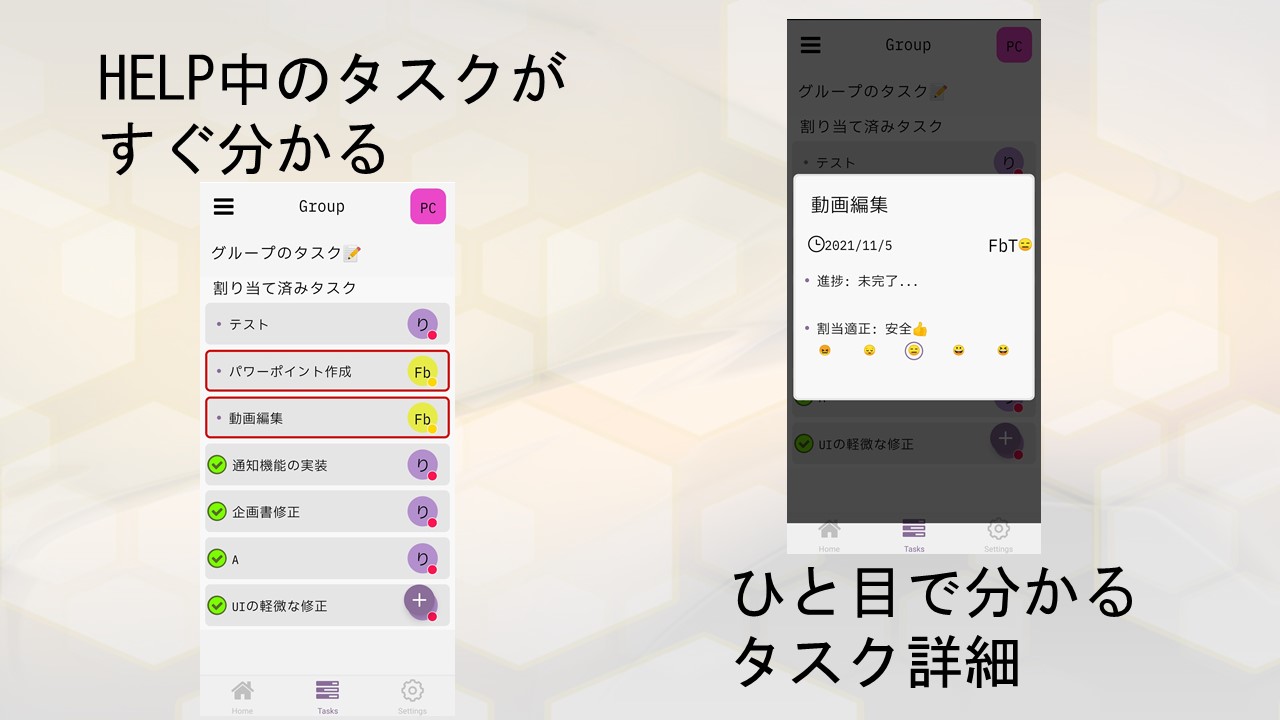 HELP中のタスクが
すぐ分かる
Group
PC
グループのタスク📝
割り当て済みタスク
・テスト
り
・パワーポイント作成
Fb
・動画編集
Fb
通知機能の実装
り
企画書修正
り
A
り
UIの軽微な修正
+
Home
Tasks
Settings
Group
PC
グループのタスク📝
割り当て済みタスク
・テスト
り
動画編集
2021/11/5
FbT😑
・進捗: 未完了...
・割当適正: 安全👍
UIの軽微な修正
+
Home
Tasks
Settings
ひと目で分かる
タスク詳細